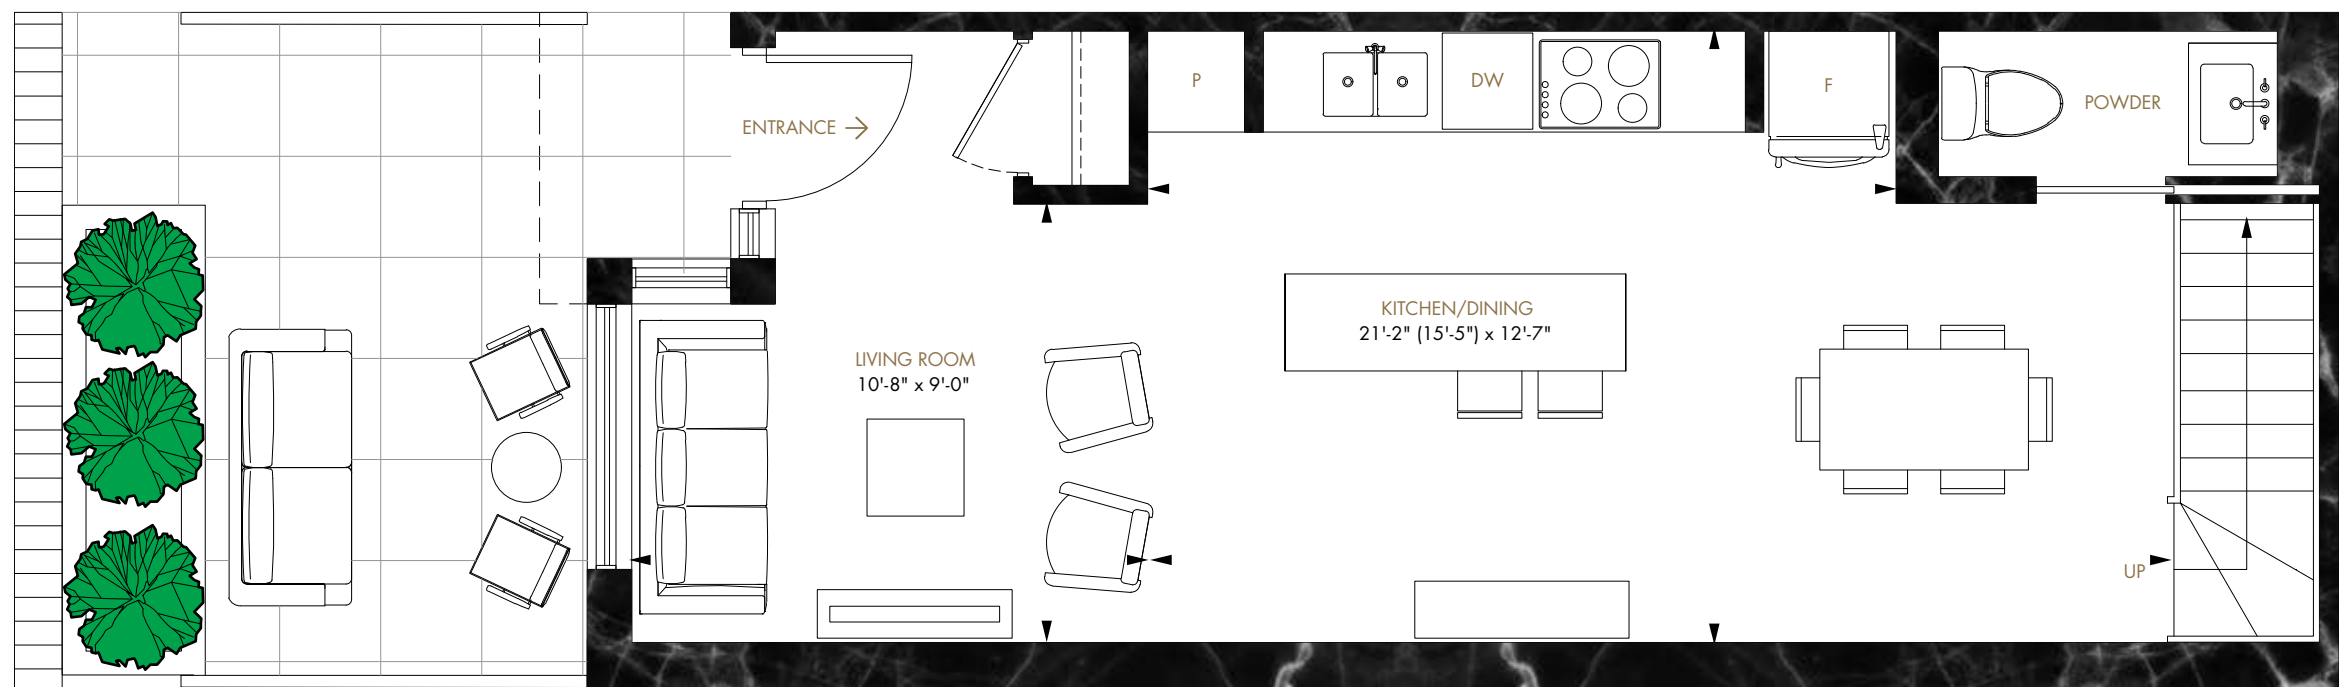 ENTRANCE
P
DW
F
POWDER
KITCHEN/DINING
21'-2" (15'-5") x 12'-7"
LIVING ROOM
10'-8" x 9'-0"
UP